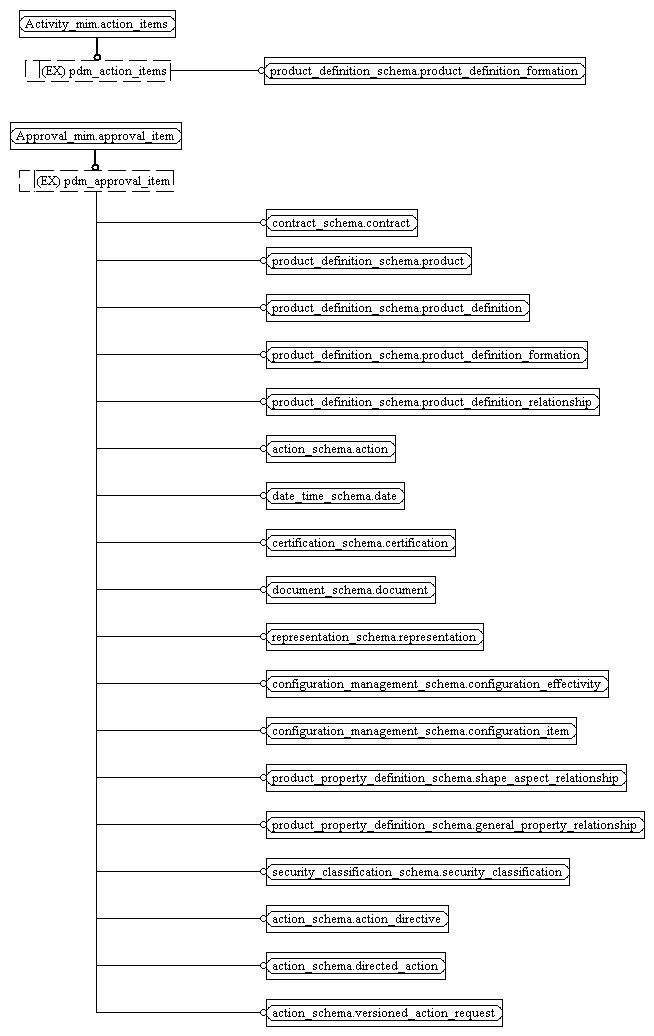 Activity_mim.action_items
(EX) pdm_action_items
product_definition_schema.product_definition_formation
Approval_mim.approval_item
(EX) pdm_approval_item
contract_schema.contract
product_definition_schema.product
product_definition_schema.product_definition
product_definition_schema.product_definition_formation
product_definition_schema.product_definition_relationship
action_schema.action
date_time_schema.date
certification_schema.certification
document_schema.document
representation_schema.representation
configuration_management_schema.configuration_effectivity
configuration_management_schema.configuration_item
product_property_definition_schema.shape_aspect_relationship
product_property_definition_schema.general_property_relationship
security_classification_schema.security_classification
action_schema.action_directive
action_schema.directed_action
action_schema.versioned_action_request